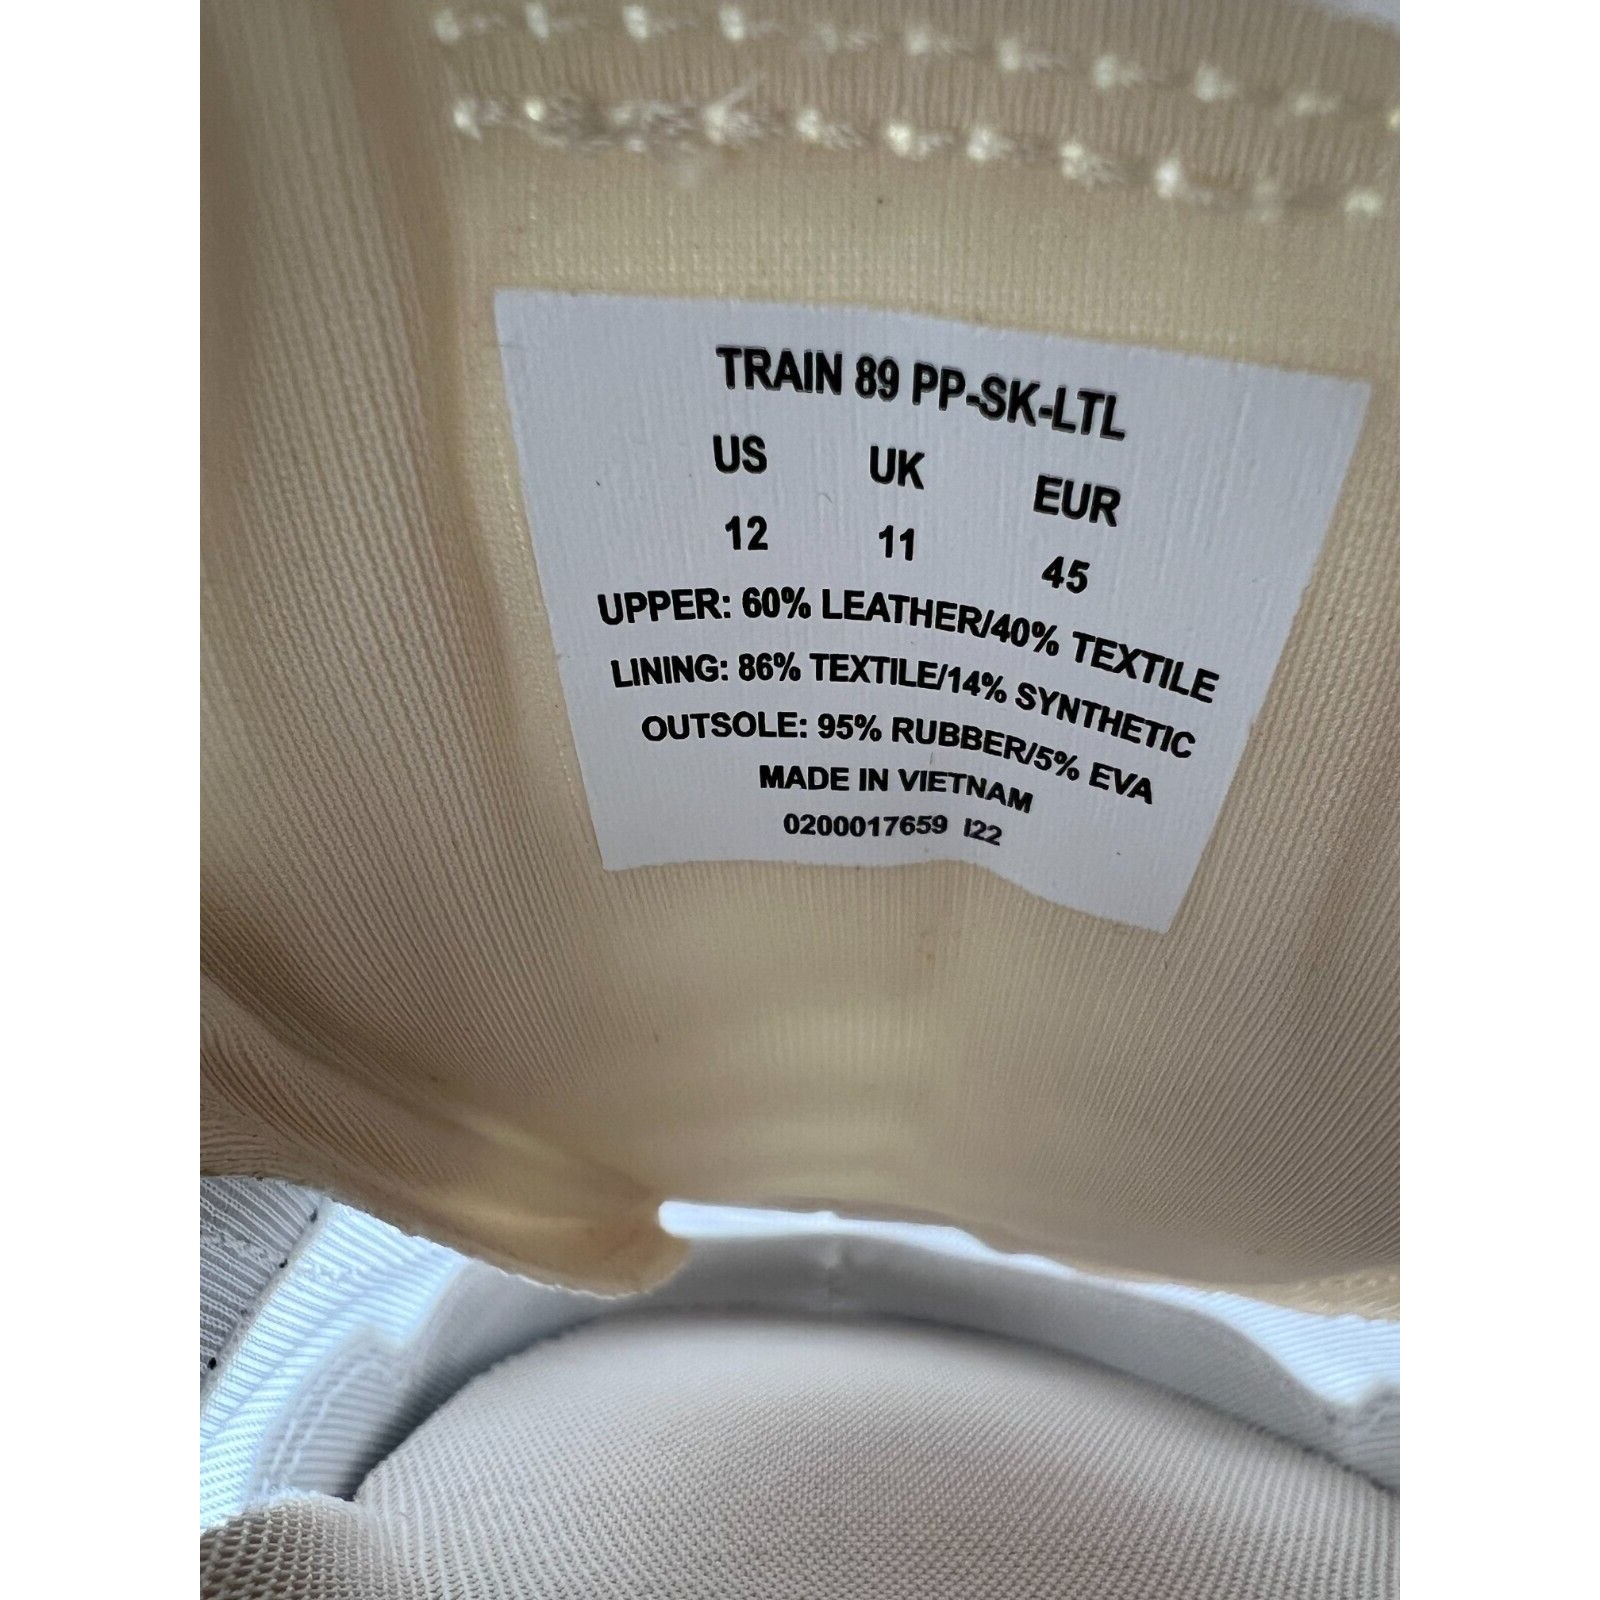 TRAIN 89 PP-SK-LTL
US UK EUR
12 11 45
UPPER: 60% LEATHER/40% TEXTILE
LINING: 86% TEXTILE/14% SYNTHETIC
OUTSOLE: 95% RUBBER/5% EVA
MADE IN VIETNAM
0200017659 I22